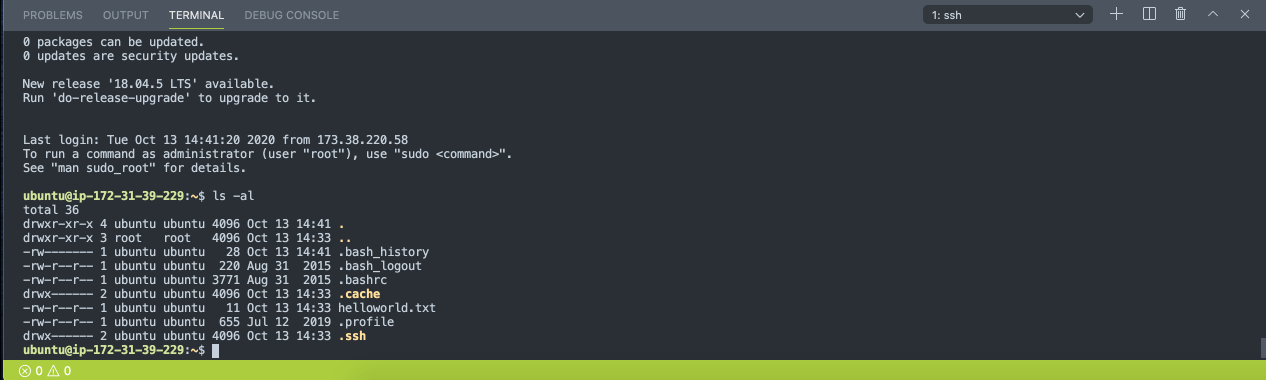 PROBLEMS OUTPUT TERMINAL DEBUG CONSOLE 1: ssh
0 packages can be updated.
0 updates are security updates.
New release '18.04.5 LTS' available.
Run 'do-release-upgrade' to upgrade to it.
Last login: Tue Oct 13 14:41:20 2020 from 173.38.220.58
To run a command as administrator (user "root"), use "sudo <command>".
See "man sudo_root" for details.
ubuntu@ip-172-31-39-229:~$ ls -al
total 36
drwxr-xr-x 4 ubuntu ubuntu 4096 Oct 13 14:41 .
drwxr-xr-x 3 root   root   4096 Oct 13 14:33 ..
-rw------- 1 ubuntu ubuntu   28 Oct 13 14:41 .bash_history
-rw-r--r-- 1 ubuntu ubuntu  220 Aug 31  2015 .bash_logout
-rw-r--r-- 1 ubuntu ubuntu 3771 Aug 31  2015 .bashrc
drwx------ 2 ubuntu ubuntu 4096 Oct 13 14:33 .cache
-rw-r--r-- 1 ubuntu ubuntu   11 Oct 13 14:33 helloworld.txt
-rw-r--r-- 1 ubuntu ubuntu  655 Jul 12  2019 .profile
drwx------ 2 ubuntu ubuntu 4096 Oct 13 14:33 .ssh
ubuntu@ip-172-31-39-229:~$
0 0